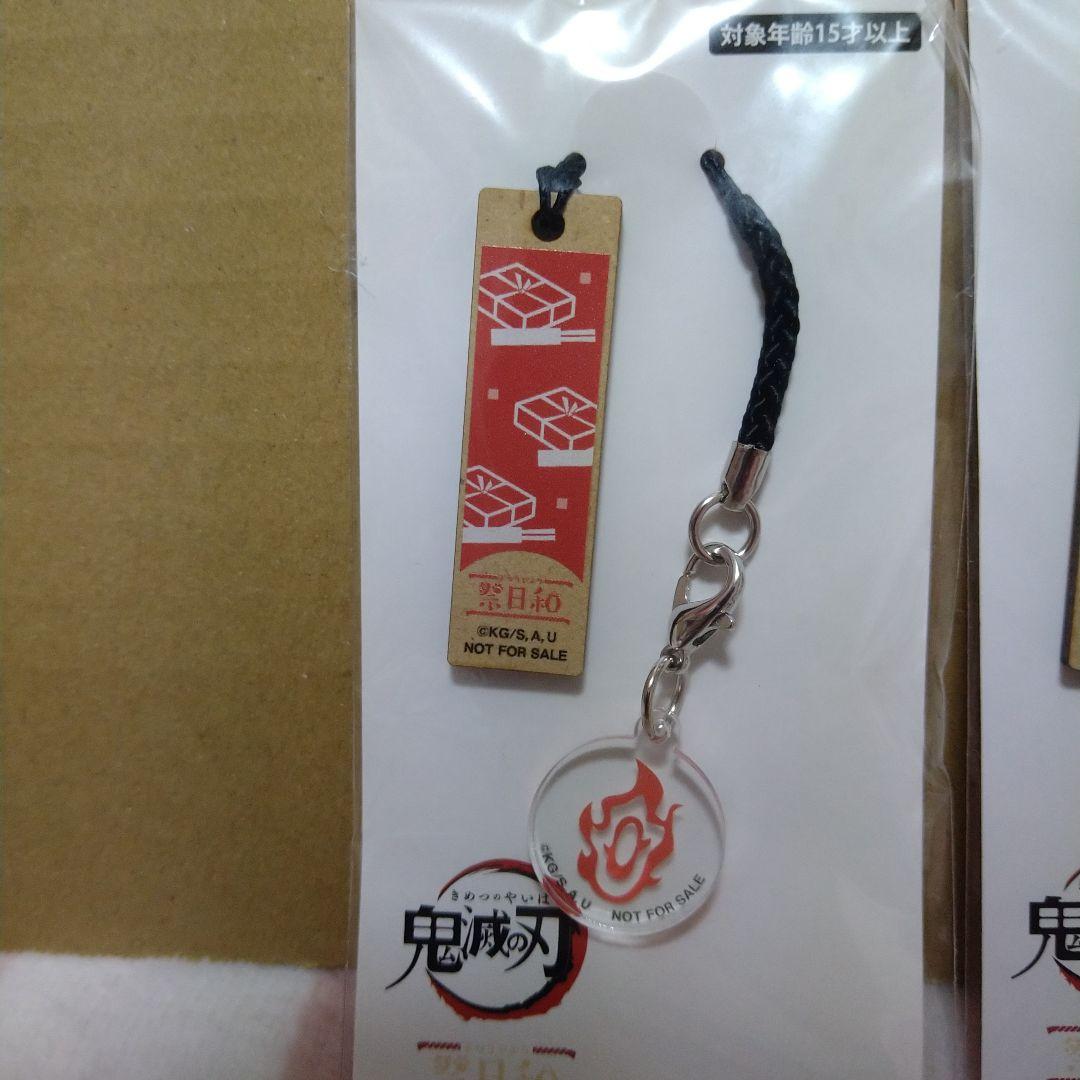 対象年齢15才以上
祭日和
©KG/S,A,U
NOT FOR SALE
©KG/S,A,U NOT FOR SALE
きめつのやいば
鬼滅の刃
鬼